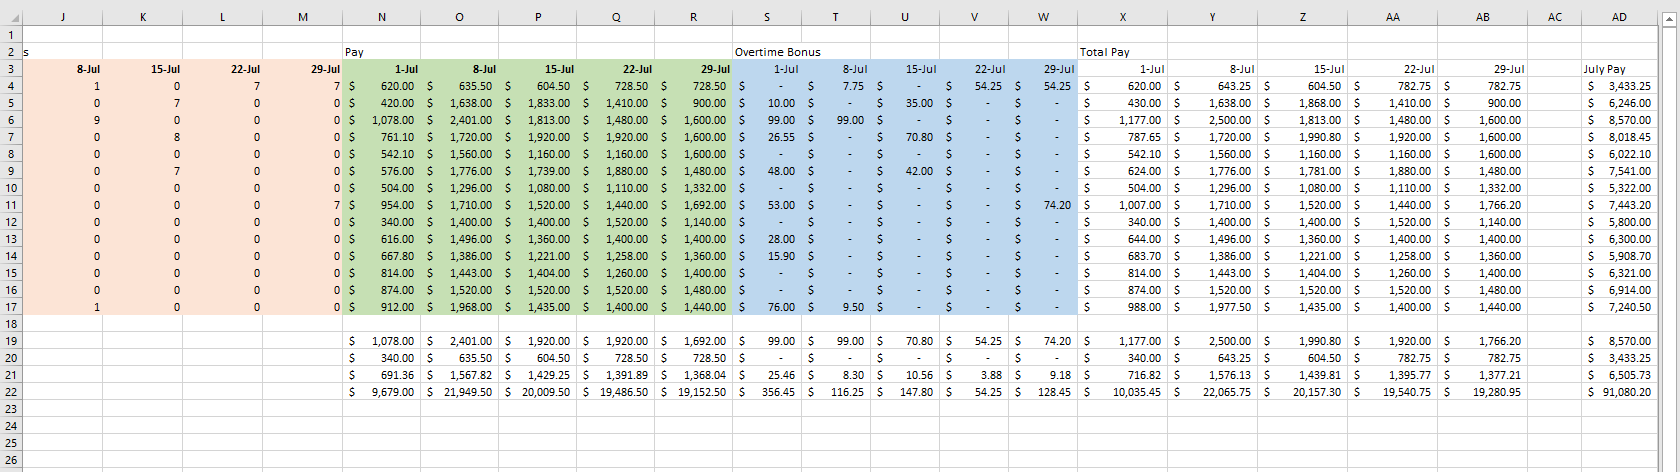 J K L M N O P Q R S T U V W X Y Z AA AB AC AD
1
2 s Pay Overtime Bonus Total Pay
3 8-Jul 15-Jul 22-Jul 29-Jul 1-Jul 8-Jul 15-Jul 22-Jul 29-Jul 1-Jul 8-Jul 15-Jul 22-Jul 29-Jul 1-Jul 8-Jul 15-Jul 22-Jul 29-Jul July Pay
4 1 0 7 7 $ 620.00 $ 635.50 $ 604.50 $ 728.50 $ 728.50 $ - $ 7.75 $ - $ 54.25 $ 54.25 $ 620.00 $ 643.25 $ 604.50 $ 782.75 $ 782.75 $ 3,433.25
5 0 7 0 0 $ 420.00 $ 1,638.00 $ 1,833.00 $ 1,410.00 $ 900.00 $ 10.00 $ - $ 35.00 $ - $ - $ 430.00 $ 1,638.00 $ 1,868.00 $ 1,410.00 $ 900.00 $ 6,246.00
6 9 0 0 0 $ 1,078.00 $ 2,401.00 $ 1,813.00 $ 1,480.00 $ 1,600.00 $ 99.00 $ 99.00 $ - $ - $ - $ 1,177.00 $ 2,500.00 $ 1,813.00 $ 1,480.00 $ 1,600.00 $ 8,570.00
7 0 8 0 0 $ 761.10 $ 1,720.00 $ 1,920.00 $ 1,920.00 $ 1,600.00 $ 26.55 $ - $ 70.80 $ - $ - $ 787.65 $ 1,720.00 $ 1,990.80 $ 1,920.00 $ 1,600.00 $ 8,018.45
8 0 0 0 0 $ 542.10 $ 1,560.00 $ 1,160.00 $ 1,160.00 $ 1,600.00 $ - $ - $ - $ - $ - $ 542.10 $ 1,560.00 $ 1,160.00 $ 1,160.00 $ 1,600.00 $ 6,022.10
9 0 7 0 0 $ 576.00 $ 1,776.00 $ 1,739.00 $ 1,880.00 $ 1,480.00 $ 48.00 $ - $ 42.00 $ - $ - $ 624.00 $ 1,776.00 $ 1,781.00 $ 1,880.00 $ 1,480.00 $ 7,541.00
10 0 0 0 0 $ 504.00 $ 1,296.00 $ 1,080.00 $ 1,110.00 $ 1,332.00 $ - $ - $ - $ - $ - $ 504.00 $ 1,296.00 $ 1,080.00 $ 1,110.00 $ 1,332.00 $ 5,322.00
11 0 0 0 7 $ 954.00 $ 1,710.00 $ 1,520.00 $ 1,440.00 $ 1,692.00 $ 53.00 $ - $ - $ - $ 74.20 $ 1,007.00 $ 1,710.00 $ 1,520.00 $ 1,440.00 $ 1,766.20 $ 7,443.20
12 0 0 0 0 $ 340.00 $ 1,400.00 $ 1,400.00 $ 1,520.00 $ 1,140.00 $ - $ - $ - $ - $ - $ 340.00 $ 1,400.00 $ 1,400.00 $ 1,520.00 $ 1,140.00 $ 5,800.00
13 0 0 0 0 $ 616.00 $ 1,496.00 $ 1,360.00 $ 1,400.00 $ 1,400.00 $ 28.00 $ - $ - $ - $ - $ 644.00 $ 1,496.00 $ 1,360.00 $ 1,400.00 $ 1,400.00 $ 6,300.00
14 0 0 0 0 $ 667.80 $ 1,386.00 $ 1,221.00 $ 1,258.00 $ 1,360.00 $ 15.90 $ - $ - $ - $ - $ 683.70 $ 1,386.00 $ 1,221.00 $ 1,258.00 $ 1,360.00 $ 5,908.70
15 0 0 0 0 $ 814.00 $ 1,443.00 $ 1,404.00 $ 1,260.00 $ 1,400.00 $ - $ - $ - $ - $ - $ 814.00 $ 1,443.00 $ 1,404.00 $ 1,260.00 $ 1,400.00 $ 6,321.00
16 0 0 0 0 $ 874.00 $ 1,520.00 $ 1,520.00 $ 1,520.00 $ 1,480.00 $ - $ - $ - $ - $ - $ 874.00 $ 1,520.00 $ 1,520.00 $ 1,520.00 $ 1,480.00 $ 6,914.00
17 1 0 0 0 $ 912.00 $ 1,968.00 $ 1,435.00 $ 1,400.00 $ 1,440.00 $ 76.00 $ 9.50 $ - $ - $ - $ 988.00 $ 1,977.50 $ 1,435.00 $ 1,400.00 $ 1,440.00 $ 7,240.50
18
19 $ 1,078.00 $ 2,401.00 $ 1,920.00 $ 1,920.00 $ 1,692.00 $ 99.00 $ 99.00 $ 70.80 $ 54.25 $ 74.20 $ 1,177.00 $ 2,500.00 $ 1,990.80 $ 1,920.00 $ 1,766.20 $ 8,570.00
20 $ 340.00 $ 635.50 $ 604.50 $ 728.50 $ 728.50 $ - $ - $ - $ - $ - $ 340.00 $ 643.25 $ 604.50 $ 782.75 $ 782.75 $ 3,433.25
21 $ 691.36 $ 1,567.82 $ 1,429.25 $ 1,391.89 $ 1,368.04 $ 25.46 $ 8.30 $ 10.56 $ 3.88 $ 9.18 $ 716.82 $ 1,576.13 $ 1,439.81 $ 1,395.77 $ 1,377.21 $ 6,505.73
22 $ 9,679.00 $ 21,949.50 $ 20,009.50 $ 19,486.50 $ 19,152.50 $ 356.45 $ 116.25 $ 147.80 $ 54.25 $ 128.45 $ 10,035.45 $ 22,065.75 $ 20,157.30 $ 19,540.75 $ 19,280.95 $ 91,080.20
23
24
25
26